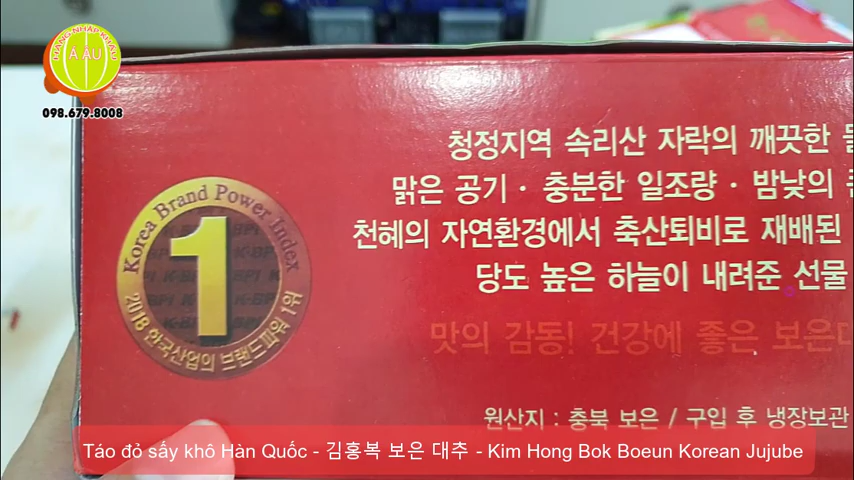 HÀNG NHẬP KHẨU
Á ÂU
098.679.8008
청정지역 속리산 자락의 깨끗한
맑은 공기 · 충분한 일조량 · 밤낮의
천혜의 자연환경에서 축산퇴비로 재배된
당도 높은 하늘이 내려준 선물
맛의 감동! 건강에 좋은 보은대
Korea Brand Power Index
1
K-BPI
2018 한국산업의 브랜드파워 1위
원산지 : 충북 보은 / 구입 후 냉장보관
Táo đỏ sấy khô Hàn Quốc - 김홍복 보은 대추 - Kim Hong Bok Boeun Korean Jujube